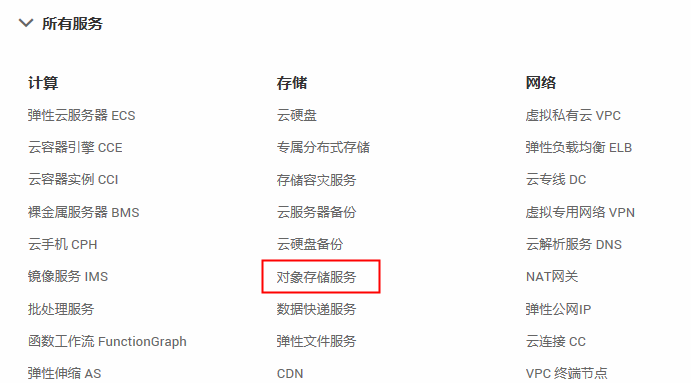 所有服务
计算
弹性云服务器 ECS
云容器引擎 CCE
云容器实例 CCI
裸金属服务器 BMS
云手机 CPH
镜像服务 IMS
批处理服务
函数工作流 FunctionGraph
弹性伸缩 AS
存储
云硬盘
专属分布式存储
存储容灾服务
云服务器备份
云硬盘备份
对象存储服务
数据快递服务
弹性文件服务
CDN
网络
虚拟私有云 VPC
弹性负载均衡 ELB
云专线 DC
虚拟专用网络 VPN
云解析服务 DNS
NAT网关
弹性公网IP
云连接 CC
VPC 终端节点